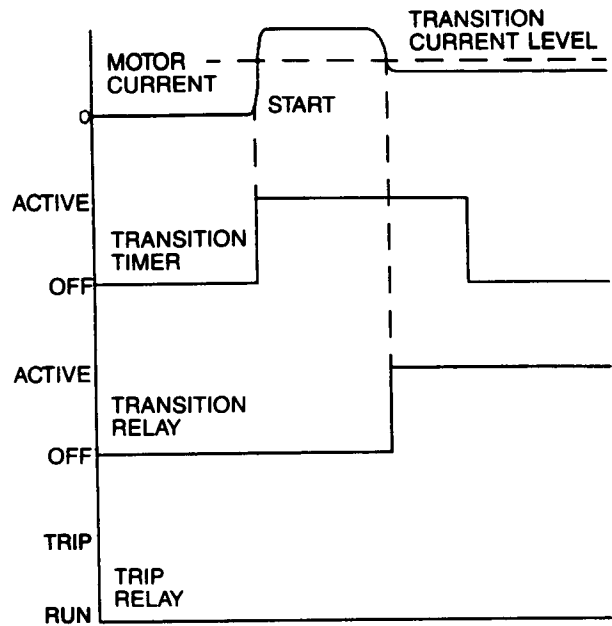 TRANSITION
CURRENT LEVEL
MOTOR
CURRENT
0
START
ACTIVE
TRANSITION
TIMER
OFF
ACTIVE
TRANSITION
RELAY
OFF
TRIP
TRIP
RELAY
RUN